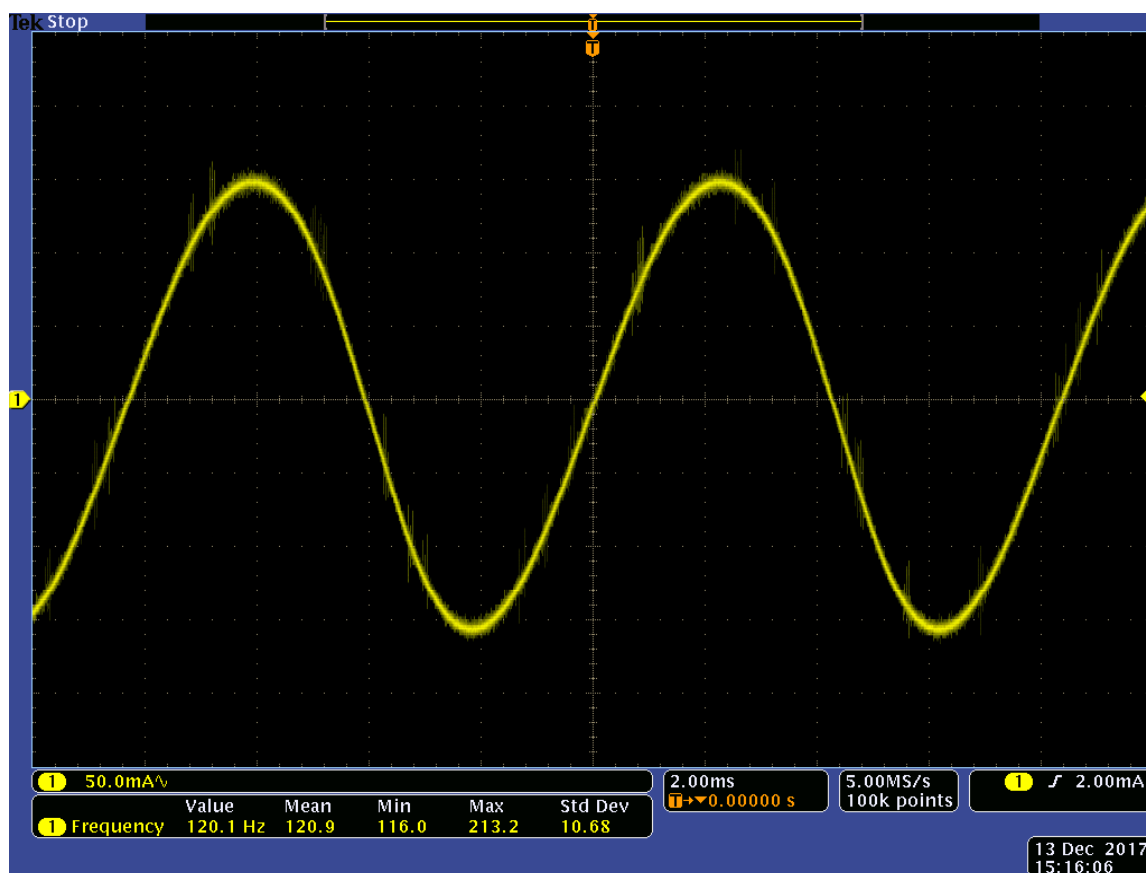 Tek Stop
T
T
1
1 50.0mA∿
2.00ms
T→▼0.00000 s
5.00MS/s
100k points
1 ƒ 2.00mA
Value Mean Min Max Std Dev
1 Frequency 120.1 Hz 120.9 116.0 213.2 10.68
13 Dec 2017
15:16:06